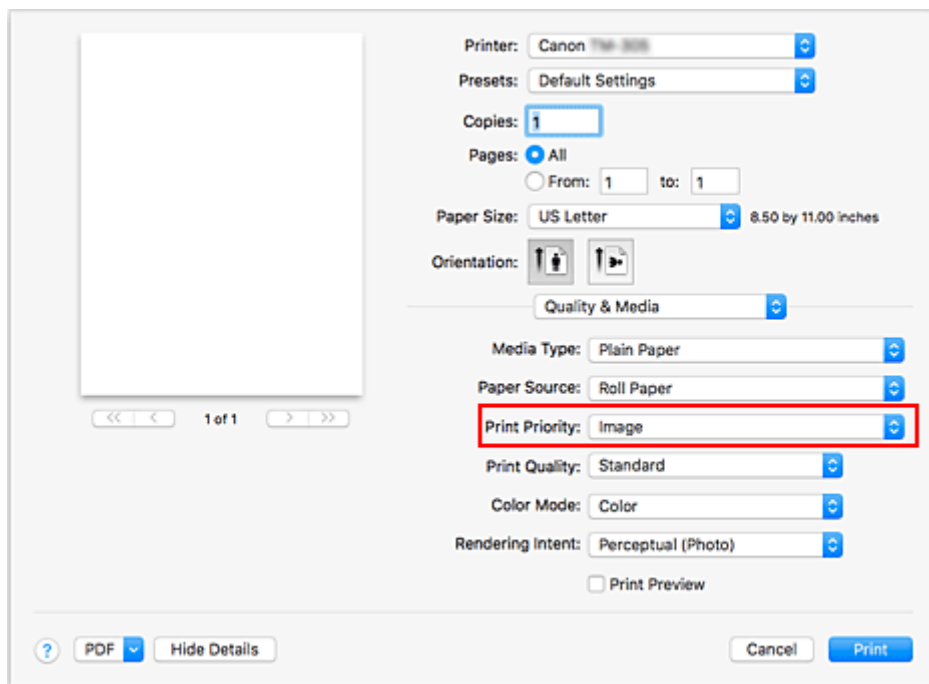 Printer: Canon
Presets: Default Settings
Copies: 1
Pages: All
From: 1 to: 1
Paper Size: US Letter 8.50 by 11.00 inches
Orientation:
Quality & Media
Media Type: Plain Paper
Paper Source: Roll Paper
<< < 1 of 1 > >>
Print Priority: Image
Print Quality: Standard
Color Mode: Color
Rendering Intent: Perceptual (Photo)
Print Preview
? PDF Hide Details Cancel Print